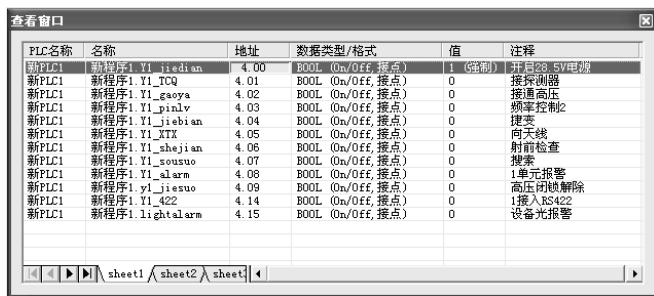 查看窗口
PLC名称 名称 地址 数据类型/格式 值 注释
新PLC1 新程序1.Y1_jiedian 4.00 BOOL (On/Off,接点) 1 (强制) 开启28.5V电源
新PLC1 新程序1.Y1_TCQ 4.01 BOOL (On/Off,接点) 0 接探测器
新PLC1 新程序1.Y1_gaoya 4.02 BOOL (On/Off,接点) 0 接通高压
新PLC1 新程序1.Y1_pinlv 4.03 BOOL (On/Off,接点) 0 频率控制2
新PLC1 新程序1.Y1_jiebian 4.04 BOOL (On/Off,接点) 0 捷变
新PLC1 新程序1.Y1_XTX 4.05 BOOL (On/Off,接点) 0 向天线
新PLC1 新程序1.Y1_shejian 4.06 BOOL (On/Off,接点) 0 射前检查
新PLC1 新程序1.Y1_sousuo 4.07 BOOL (On/Off,接点) 0 搜索
新PLC1 新程序1.Y1_alarm 4.08 BOOL (On/Off,接点) 0 1单元报警
新PLC1 新程序1.y1_jiesuo 4.09 BOOL (On/Off,接点) 0 高压闭锁解除
新PLC1 新程序1.Y1_422 4.14 BOOL (On/Off,接点) 0 1接入RS422
新PLC1 新程序1.lightalarm 4.15 BOOL (On/Off,接点) 0 设备光报警
sheet1 sheet2 sheet